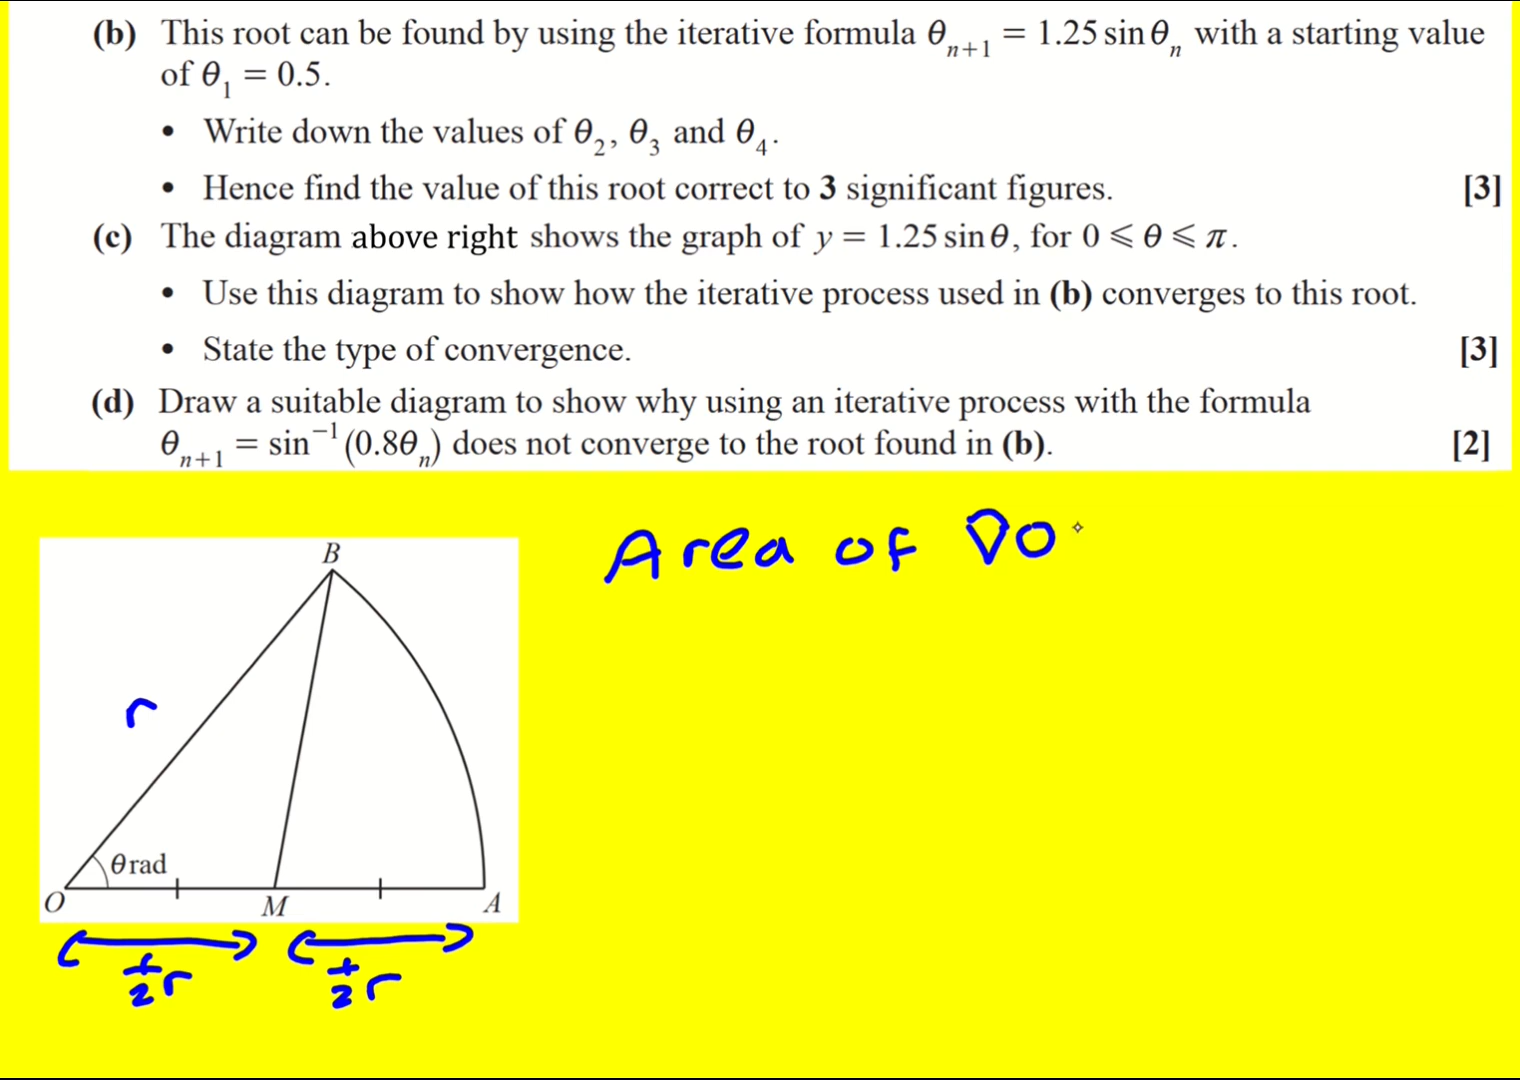 (b) This root can be found by using the iterative formula θₙ₊₁ = 1.25 sin θₙ with a starting value
of θ₁ = 0.5.
• Write down the values of θ₂, θ₃ and θ₄.
• Hence find the value of this root correct to 3 significant figures. [3]
(c) The diagram above right shows the graph of y = 1.25 sin θ, for 0 ⩽ θ ⩽ π.
• Use this diagram to show how the iterative process used in (b) converges to this root.
• State the type of convergence. [3]
(d) Draw a suitable diagram to show why using an iterative process with the formula
θₙ₊₁ = sin⁻¹(0.8θₙ) does not converge to the root found in (b). [2]
Area of ▽O
B
r
θ rad
O M A
½r ½r